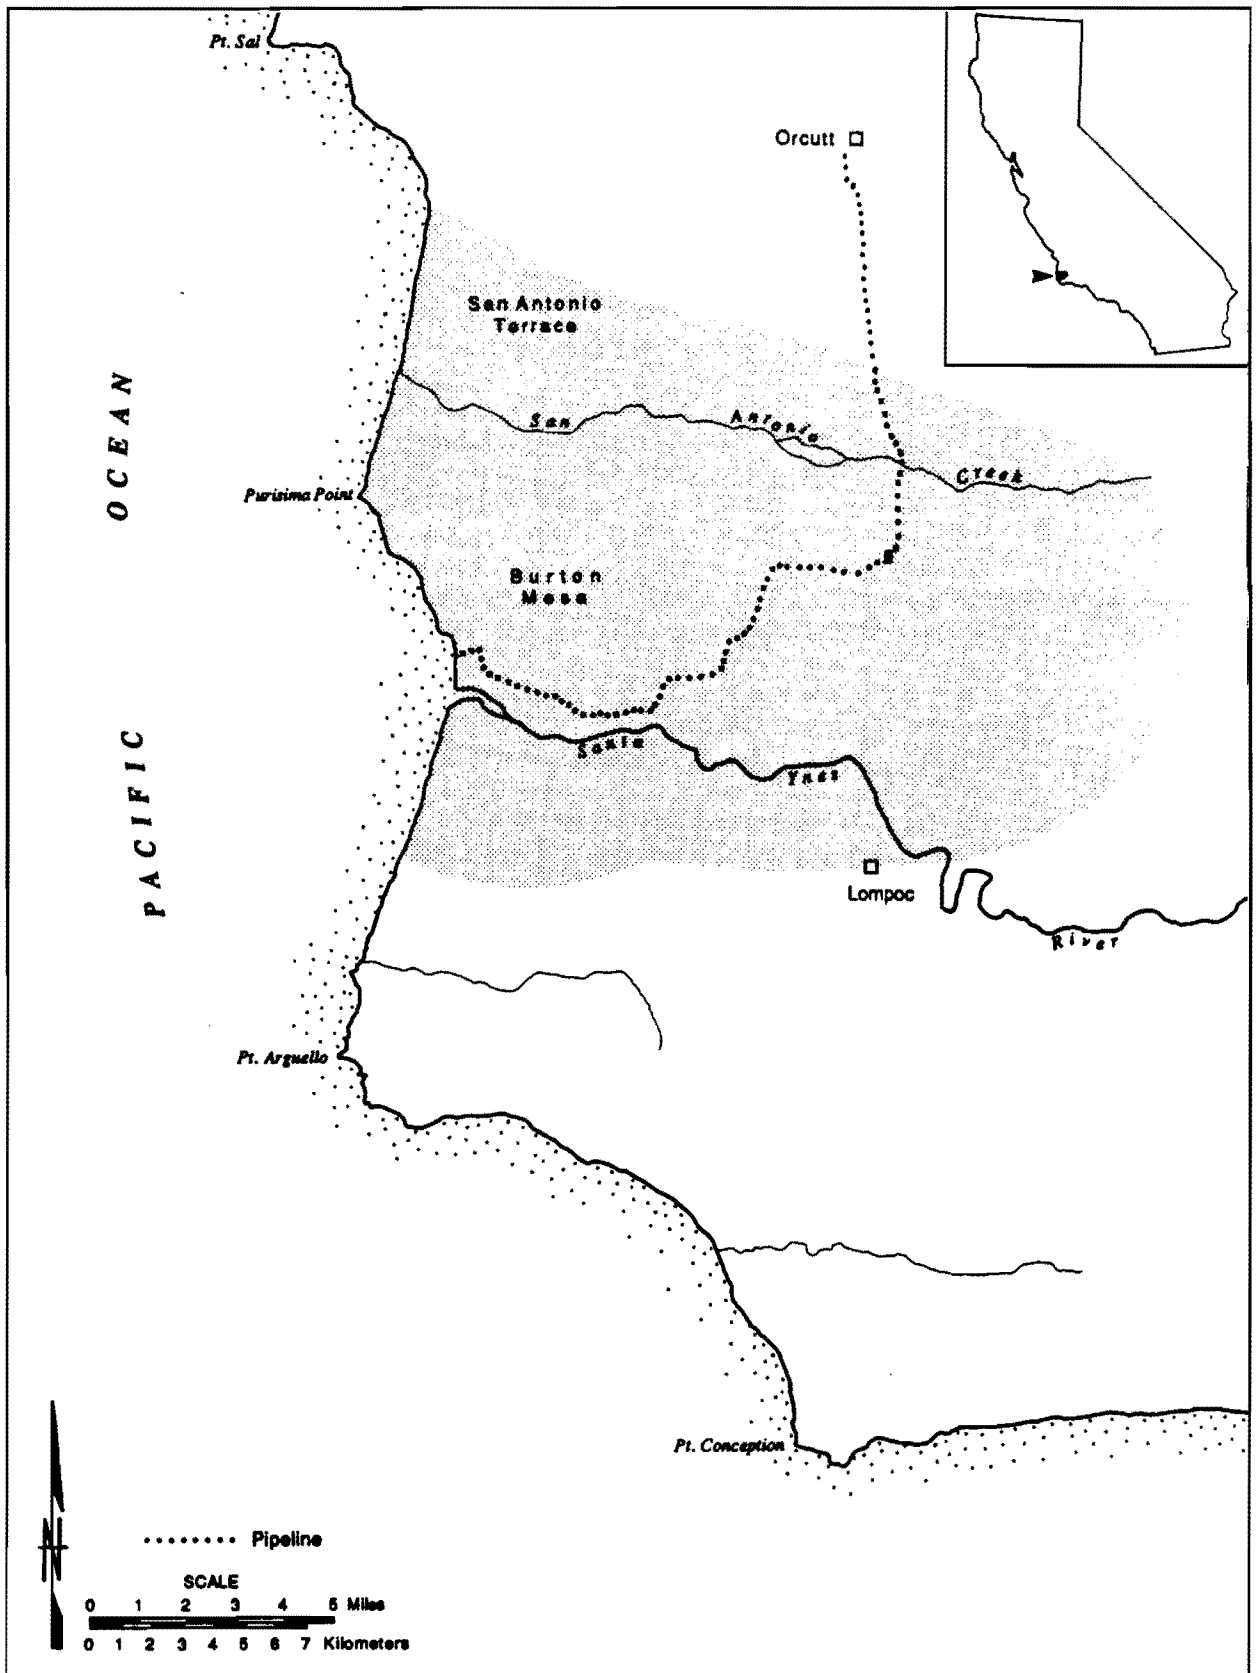 Pt. Sal
Orcutt
San Antonio
Terrace
San Antonio Creek
OCEAN
Purisima Point
Burton
Mesa
Santa Ynez River
PACIFIC
Lompoc
Pt. Arguello
Pt. Conception
N
Pipeline
SCALE
0 1 2 3 4 5 Miles
0 1 2 3 4 5 6 7 Kilometers